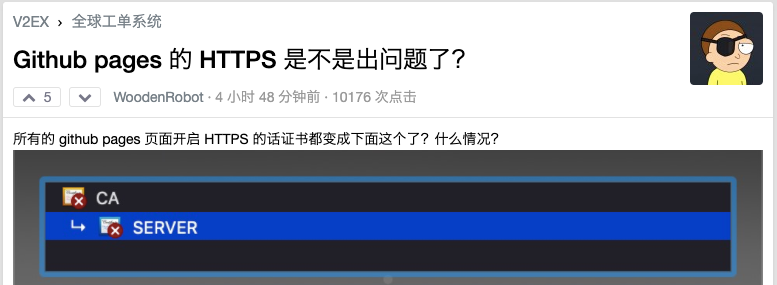 V2EX › 全球工单系统
Github pages 的 HTTPS 是不是出问题了？
5 WoodenRobot · 4 小时 48 分钟前 · 10176 次点击
所有的 github pages 页面开启 HTTPS 的话证书都变成下面这个了？什么情况？
CA
SERVER